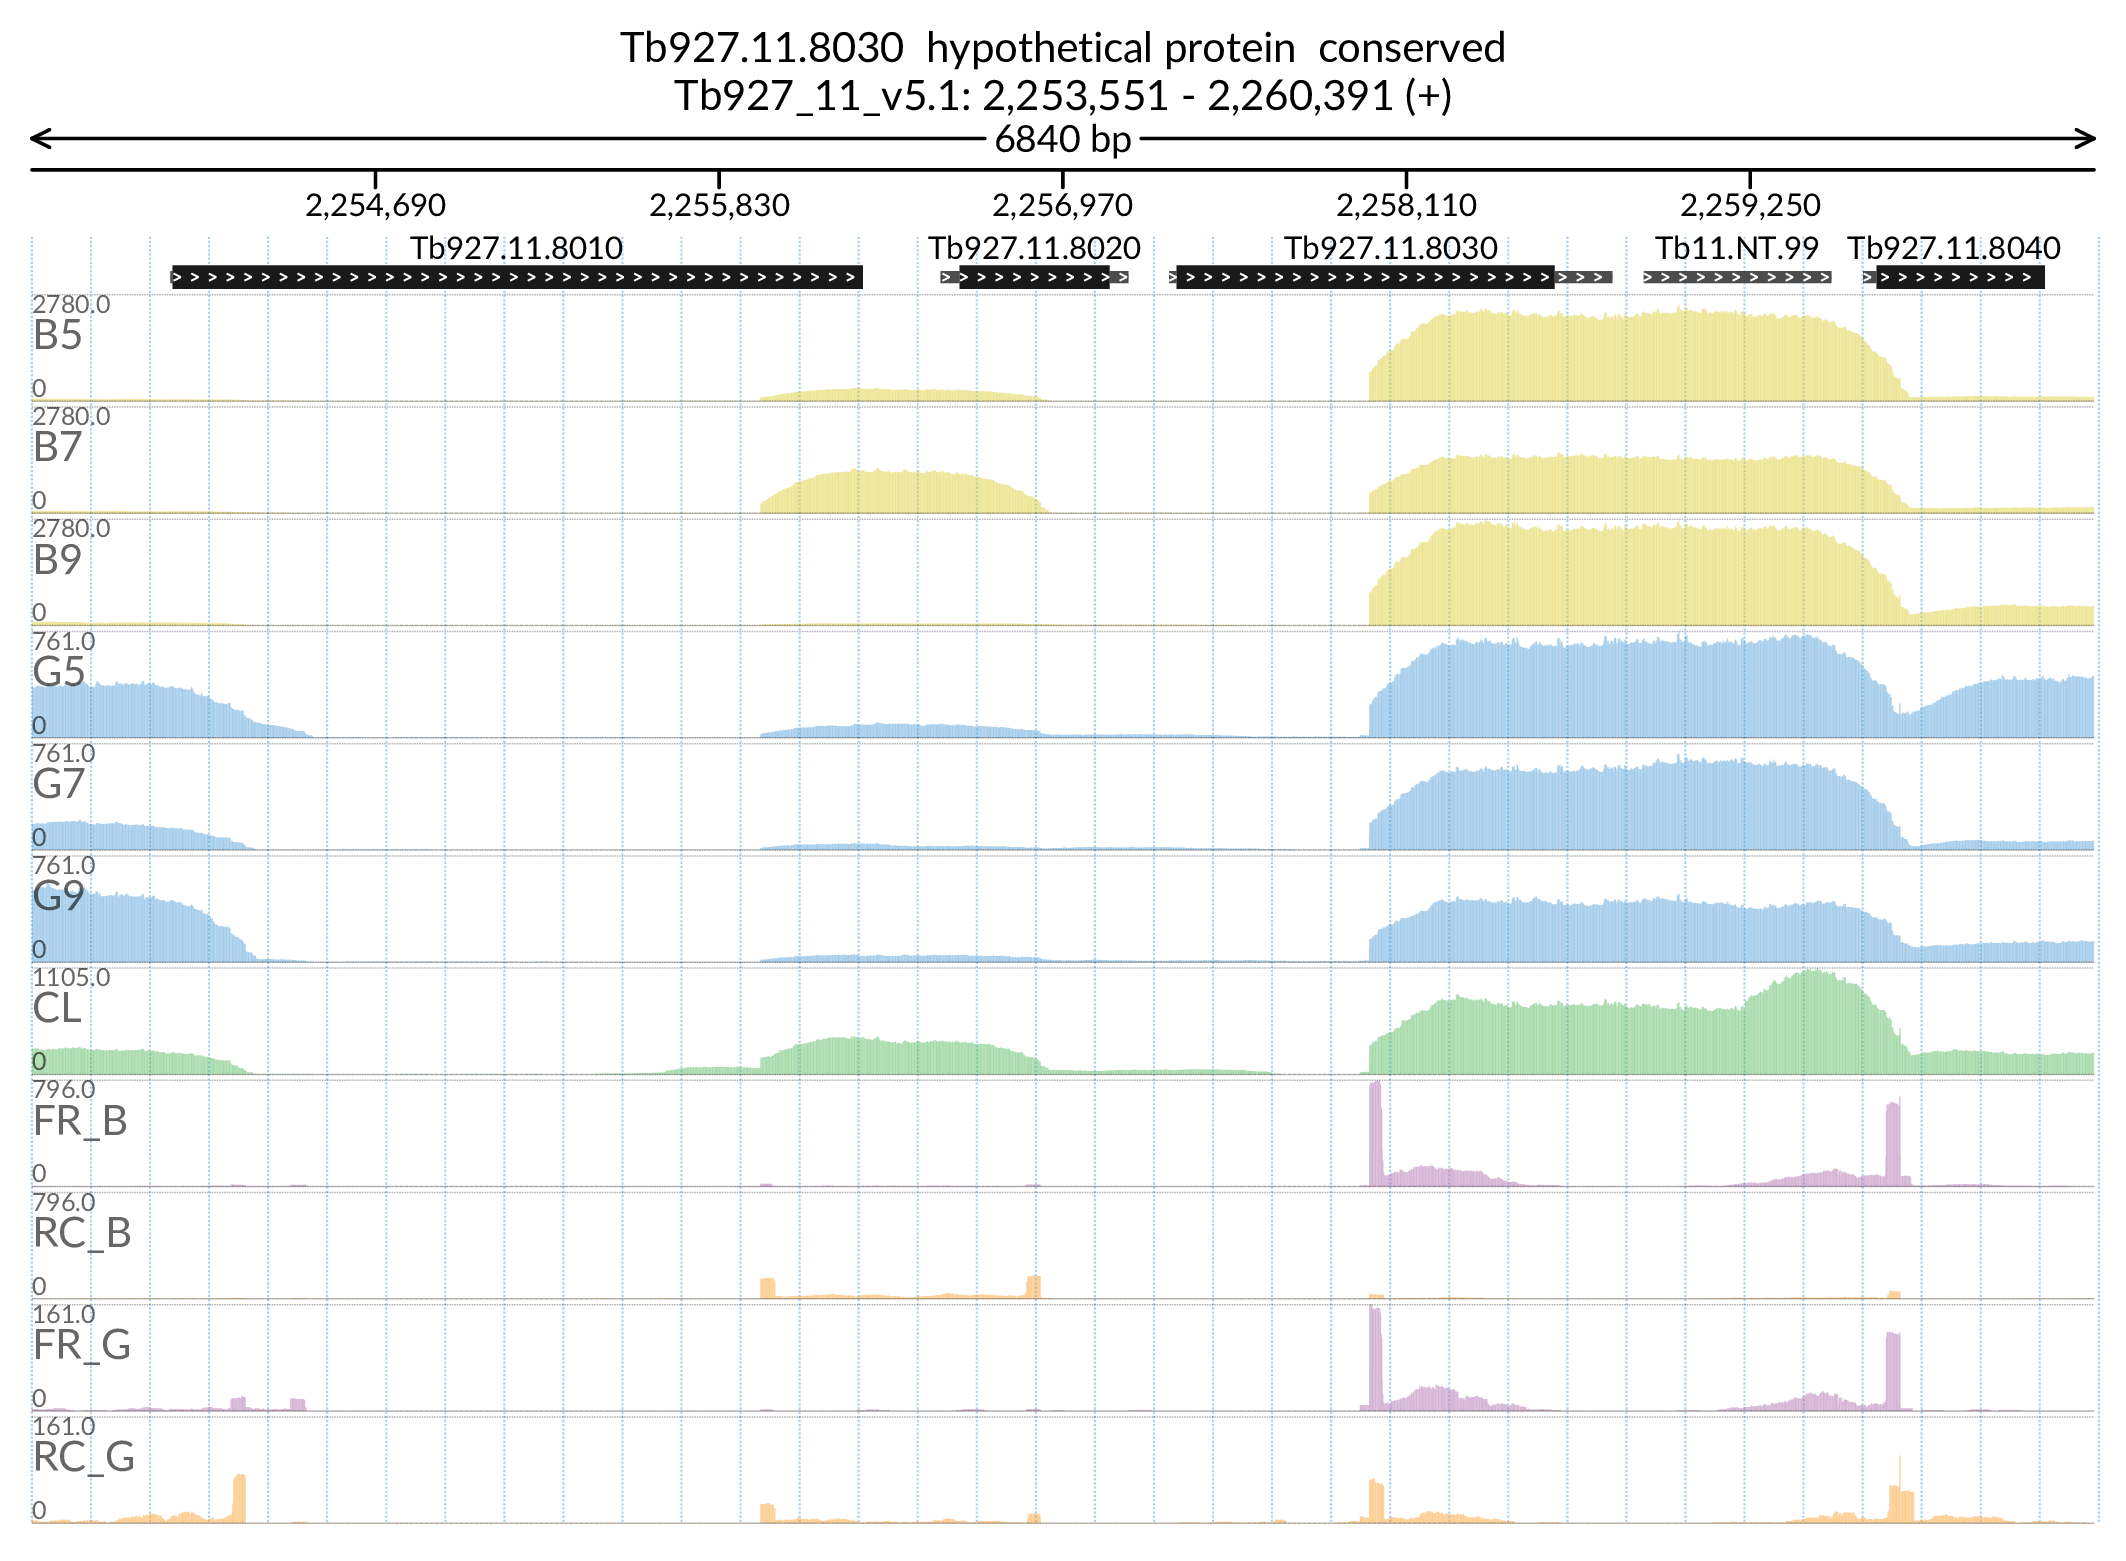 Tb927.11.8030  hypothetical protein  conserved
Tb927_11_v5.1: 2,253,551 - 2,260,391 (+)
6840 bp
2,254,690 2,255,830 2,256,970 2,258,110 2,259,250
Tb927.11.8010 Tb927.11.8020 Tb927.11.8030 Tb11.NT.99 Tb927.11.8040
2780.0
B5
0
2780.0
B7
0
2780.0
B9
0
761.0
G5
0
761.0
G7
0
761.0
G9
0
1105.0
CL
0
796.0
FR_B
0
796.0
RC_B
0
161.0
FR_G
0
161.0
RC_G
0